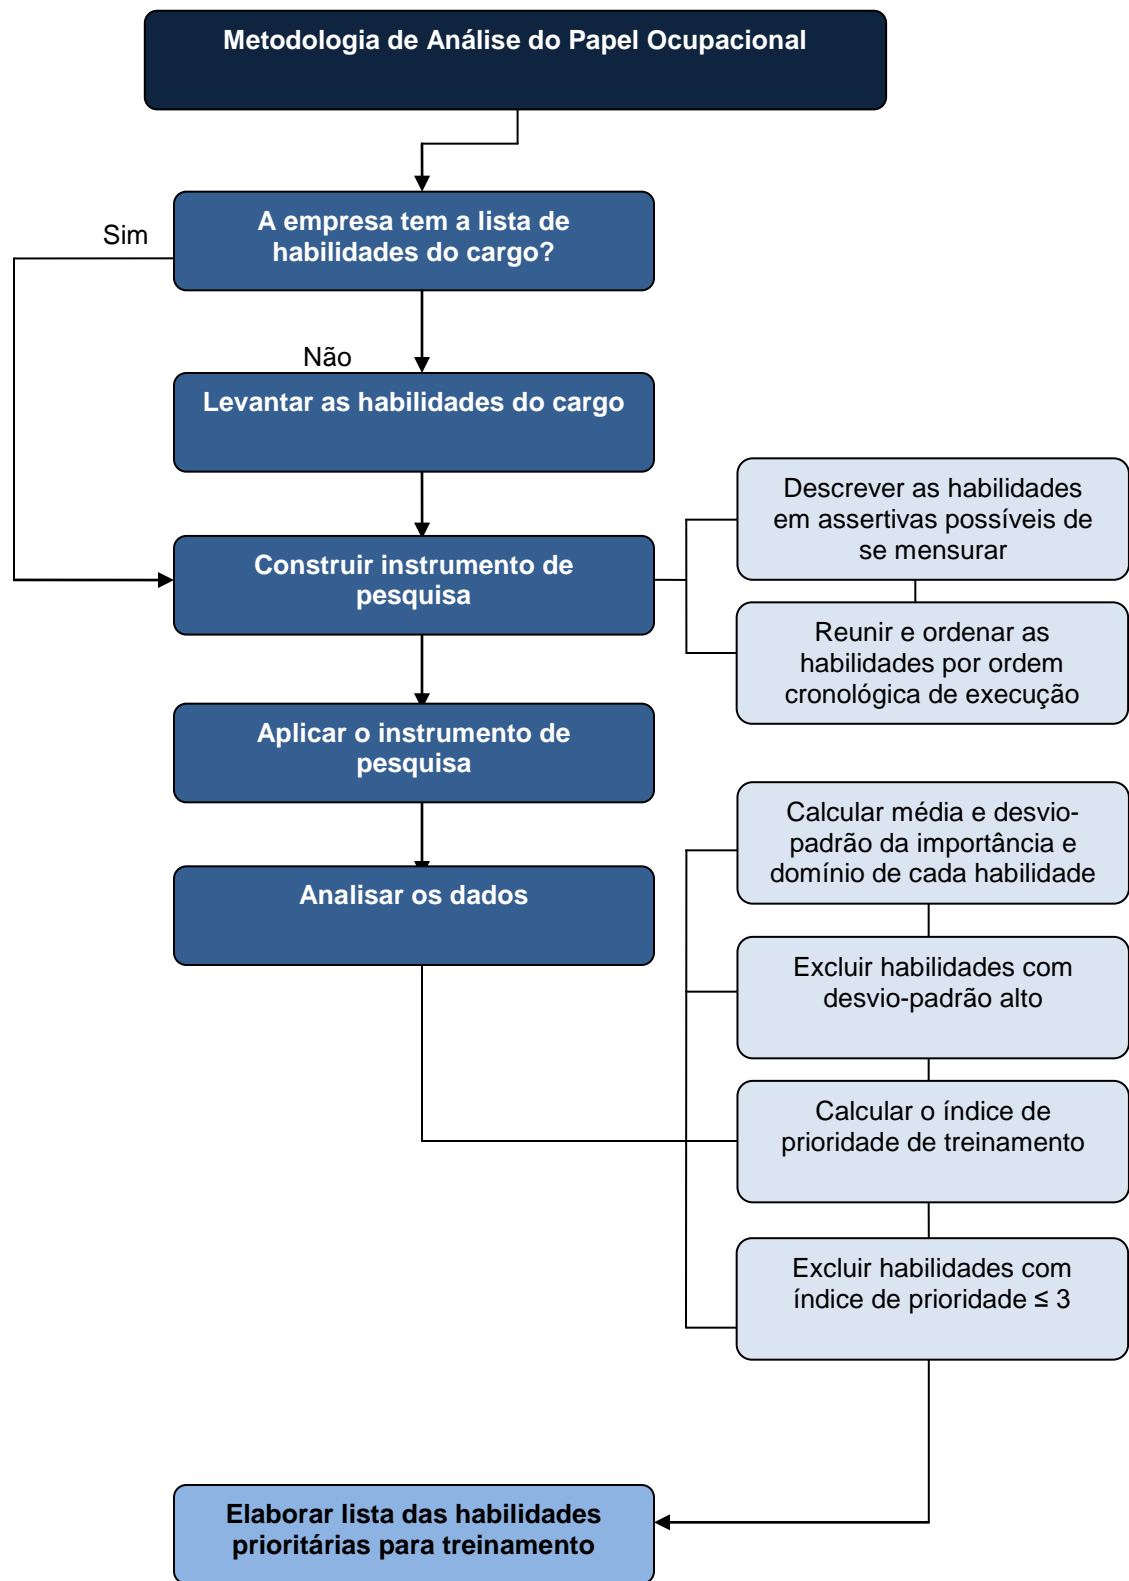 Metodologia de Análise do Papel Ocupacional
A empresa tem a lista de
habilidades do cargo?
Sim
Não
Levantar as habilidades do cargo
Construir instrumento de
pesquisa
Descrever as habilidades
em assertivas possíveis de
se mensurar
Reunir e ordenar as
habilidades por ordem
cronológica de execução
Aplicar o instrumento de
pesquisa
Analisar os dados
Calcular média e desvio-
padrão da importância e
domínio de cada habilidade
Excluir habilidades com
desvio-padrão alto
Calcular o índice de
prioridade de treinamento
Excluir habilidades com
índice de prioridade ≤ 3
Elaborar lista das habilidades
prioritárias para treinamento